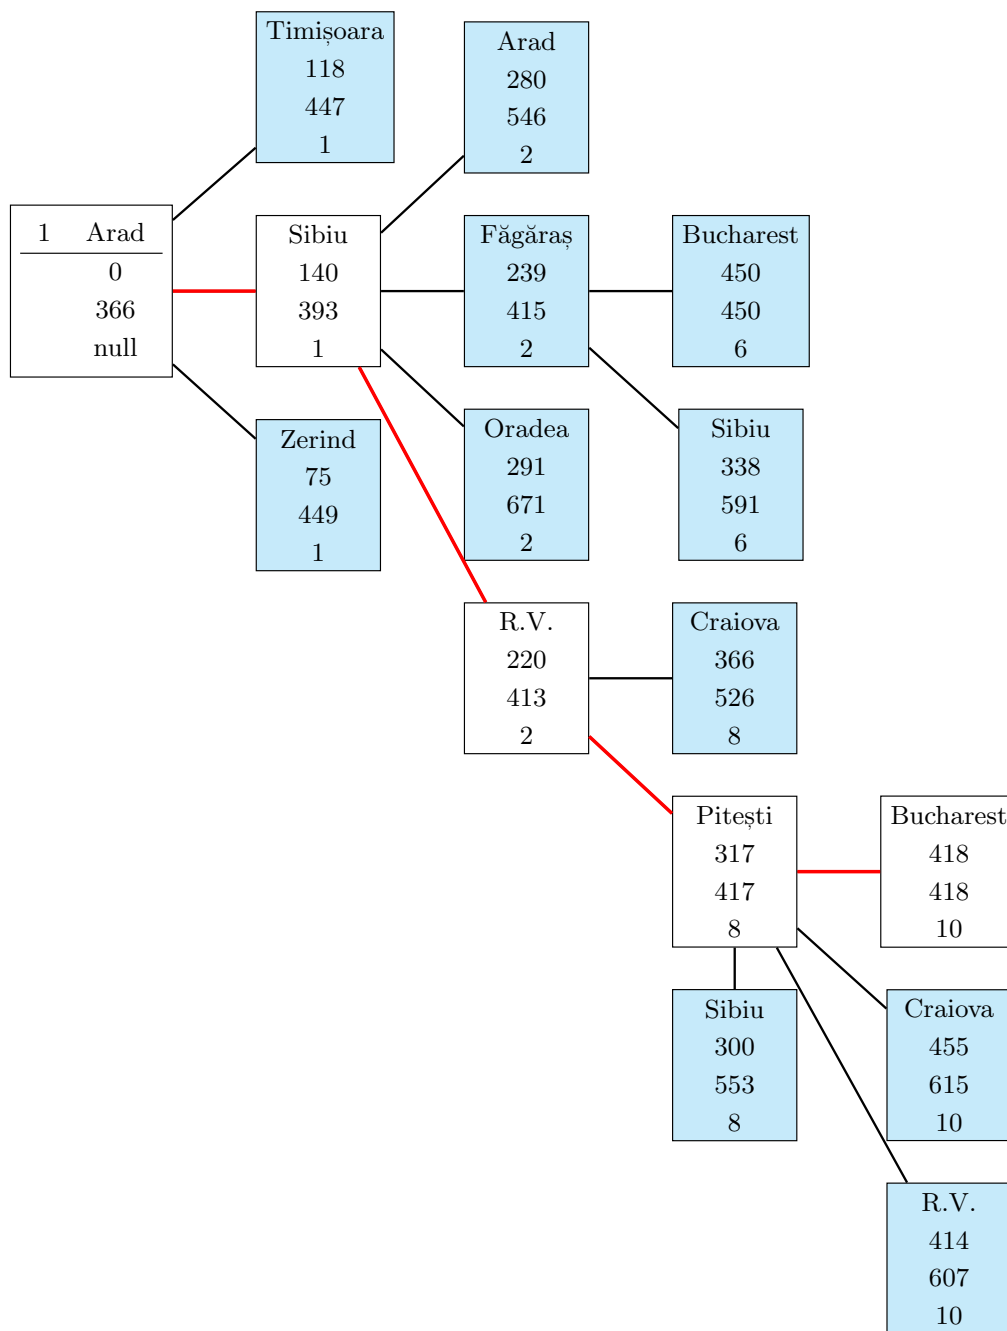 Timișoara
118
447
1
Arad
280
546
2
1 Arad
0
366
null
Sibiu
140
393
1
Făgăraș
239
415
2
Bucharest
450
450
6
Zerind
75
449
1
Oradea
291
671
2
Sibiu
338
591
6
R.V.
220
413
2
Craiova
366
526
8
Pitești
317
417
8
Bucharest
418
418
10
Sibiu
300
553
8
Craiova
455
615
10
R.V.
414
607
10